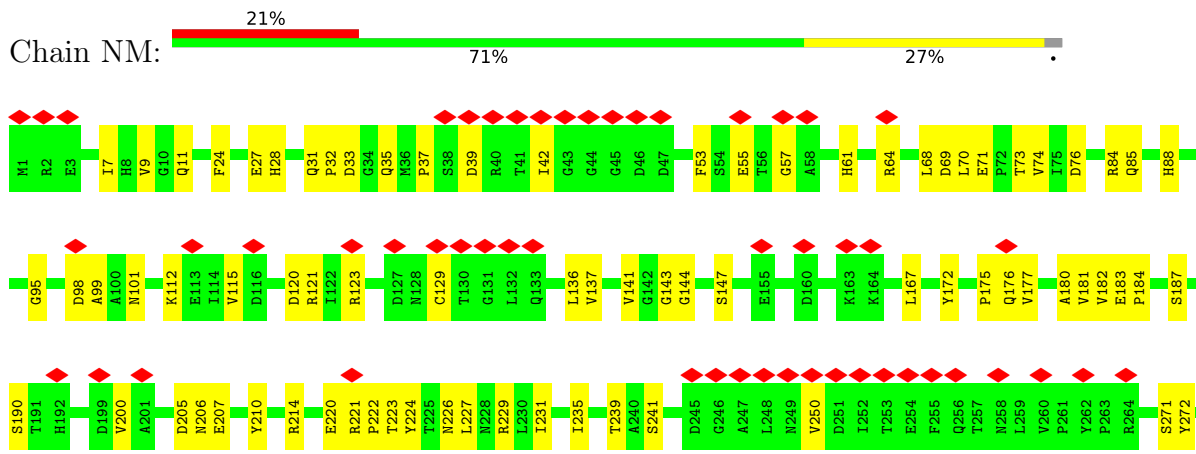 21%
Chain NM:
71% 27% •
M1 R2 E3 I7 H8 V9 G10 Q11 F24 E27 H28 Q31 P32 D33 G34 Q35 M36 P37 S38 D39 R40 T41 I42 G43 G44 G45 D46 D47 F53 S54 E55 T56 G57 A58 H61 R64 L68 D69 L70 E71 P72 T73 V74 I75 D76 R84 Q85 H88
G95 D98 A99 A100 N101 K112 E113 I114 V115 D116 D120 R121 I122 R123 D127 N128 C129 T130 G131 L132 Q133 L136 V137 V141 G142 G143 G144 S147 E155 D160 K163 K164 L167 Y172 P175 Q176 V177 A180 V181 V182 E183 P184 S187
S190 T191 H192 D199 V200 A201 D205 N206 E207 Y210 R214 E220 R221 P222 T223 Y224 T225 N226 L227 N228 R229 L230 I231 I235 T239 A240 S241 D245 G246 A247 L248 N249 V250 D251 I252 T253 E254 F255 Q256 T257 N258 L259 V260 P261 Y262 P263 R264 S271 Y272